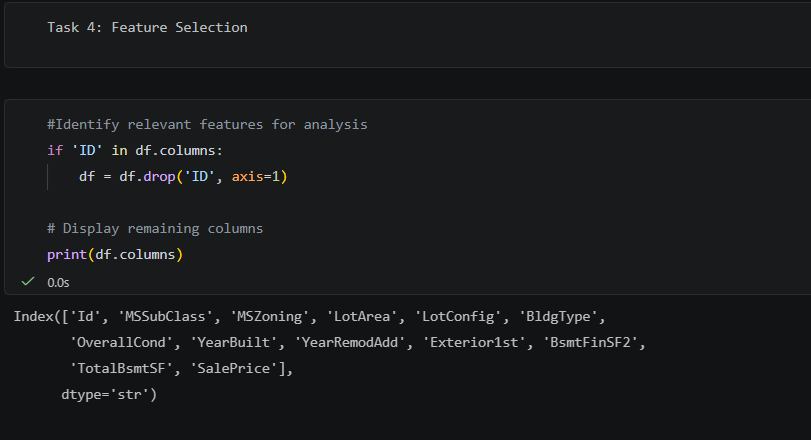 Task 4: Feature Selection
#Identify relevant features for analysis
if 'ID' in df.columns:
    df = df.drop('ID', axis=1)
# Display remaining columns
print(df.columns)
0.0s
Index(['Id', 'MSSubClass', 'MSZoning', 'LotArea', 'LotConfig', 'BldgType',
       'OverallCond', 'YearBuilt', 'YearRemodAdd', 'Exterior1st', 'BsmtFinSF2',
       'TotalBsmtSF', 'SalePrice'],
      dtype='str')